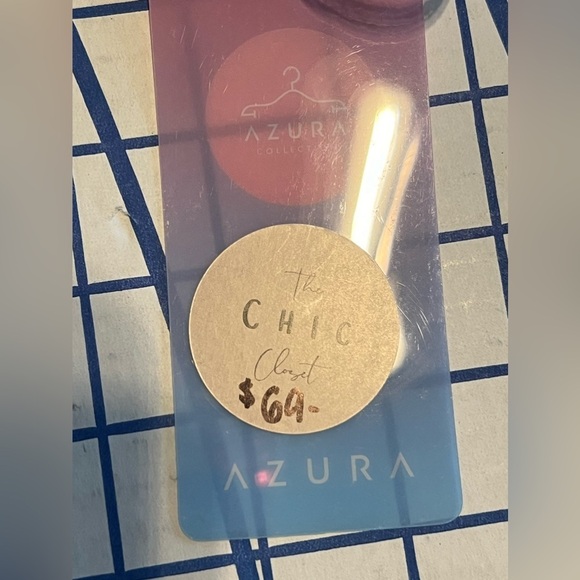 AZURA
COLLECTION
The
CHIC
Closet
$69-
AZURA